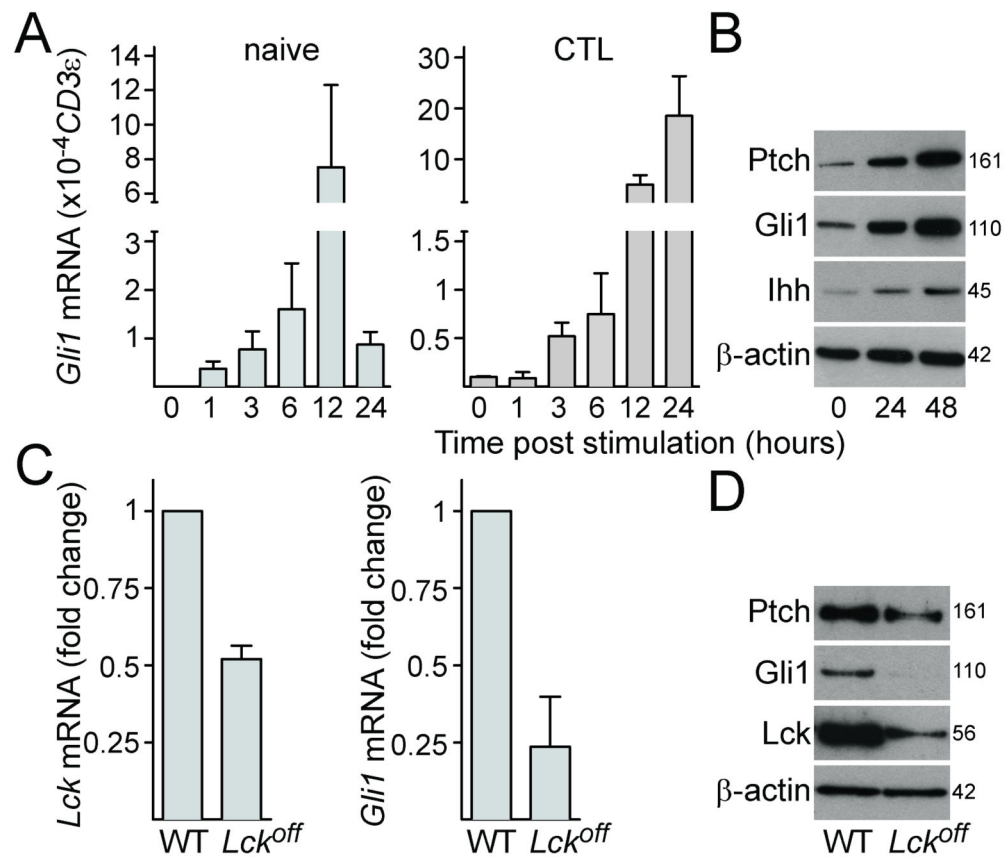 A
naive
CTL
Gli1 mRNA (x10-4CD3ε)
14
12
10
8
6
3
2
1
30
20
10
1.5
1
0.5
0 1 3 6 12 24
0 1 3 6 12 24
Time post stimulation (hours)
B
Ptch 161
Gli1 110
Ihh 45
β-actin 42
0 24 48
C
Lck mRNA (fold change)
1
0.75
0.5
0.25
WT Lckoff
Gli1 mRNA (fold change)
1
0.75
0.5
0.25
WT Lckoff
D
Ptch 161
Gli1 110
Lck 56
β-actin 42
WT Lckoff